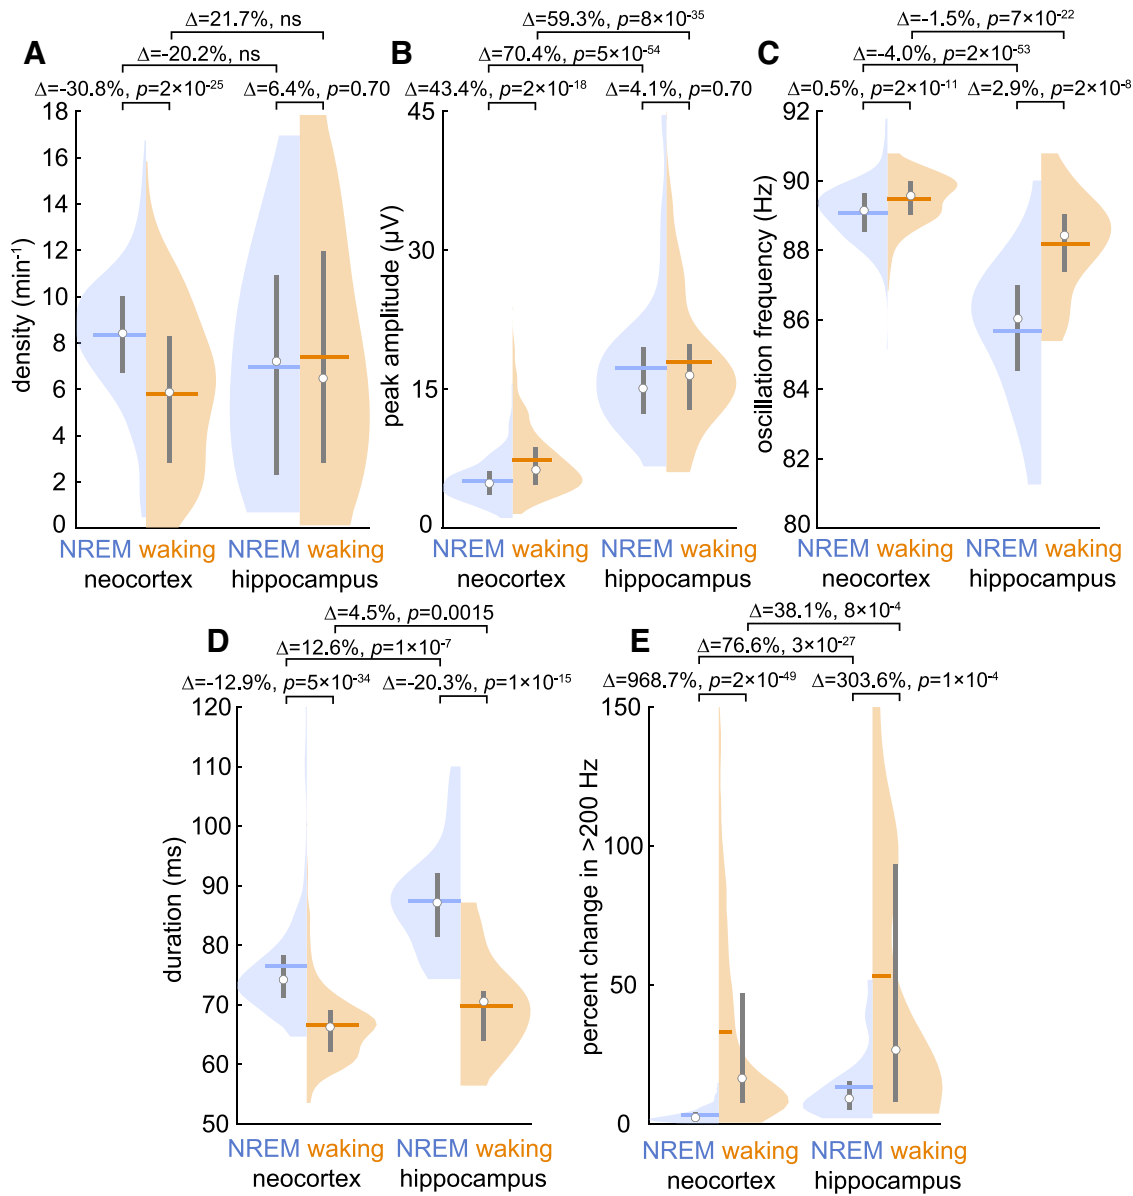 Δ=21.7%, ns
A
Δ=-20.2%, ns
Δ=-30.8%, p=2×10⁻²⁵
Δ=6.4%, p=0.70
density (min⁻¹)
18
16
14
12
10
8
6
4
2
0
NREM waking
neocortex
NREM waking
hippocampus
Δ=59.3%, p=8×10⁻³⁵
B
Δ=70.4%, p=5×10⁻⁵⁴
Δ=43.4%, p=2×10⁻¹⁸
Δ=4.1%, p=0.70
peak amplitude (µV)
45
30
15
0
NREM waking
neocortex
NREM waking
hippocampus
Δ=-1.5%, p=7×10⁻²²
C
Δ=-4.0%, p=2×10⁻⁵³
Δ=0.5%, p=2×10⁻¹¹
Δ=2.9%, p=2×10⁻⁸
oscillation frequency (Hz)
92
90
88
86
84
82
80
NREM waking
neocortex
NREM waking
hippocampus
Δ=4.5%, p=0.0015
D
Δ=12.6%, p=1×10⁻⁷
Δ=-12.9%, p=5×10⁻³⁴
Δ=-20.3%, p=1×10⁻¹⁵
duration (ms)
120
110
100
90
80
70
60
50
NREM waking
neocortex
NREM waking
hippocampus
Δ=38.1%, 8×10⁻⁴
E
Δ=76.6%, 3×10⁻²⁷
Δ=968.7%, p=2×10⁻⁴⁹
Δ=303.6%, p=1×10⁻⁴
percent change in >200 Hz
150
100
50
0
NREM waking
neocortex
NREM waking
hippocampus